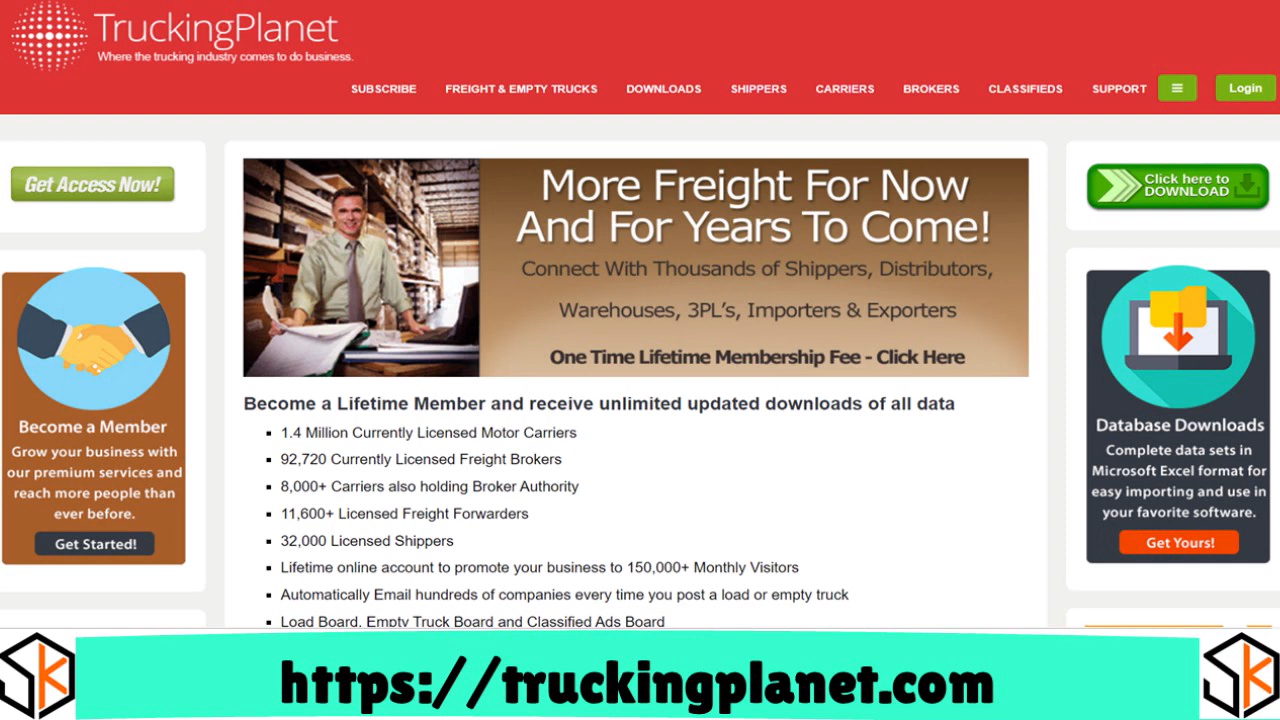 TruckingPlanet
Where the trucking industry comes to do business.
SUBSCRIBE FREIGHT & EMPTY TRUCKS DOWNLOADS SHIPPERS CARRIERS BROKERS CLASSIFIEDS SUPPORT Login
Get Access Now!
Become a Member
Grow your business with
our premium services and
reach more people than
ever before.
Get Started!
More Freight For Now
And For Years To Come!
Connect With Thousands of Shippers, Distributors,
Warehouses, 3PL's, Importers & Exporters
One Time Lifetime Membership Fee - Click Here
Become a Lifetime Member and receive unlimited updated downloads of all data
1.4 Million Currently Licensed Motor Carriers
92,720 Currently Licensed Freight Brokers
8,000+ Carriers also holding Broker Authority
11,600+ Licensed Freight Forwarders
32,000 Licensed Shippers
Lifetime online account to promote your business to 150,000+ Monthly Visitors
Automatically Email hundreds of companies every time you post a load or empty truck
Load Board, Empty Truck Board and Classified Ads Board
Click here to
DOWNLOAD
Database Downloads
Complete data sets in
Microsoft Excel format for
easy importing and use in
your favorite software.
Get Yours!
SK
https://truckingplanet.com
SK